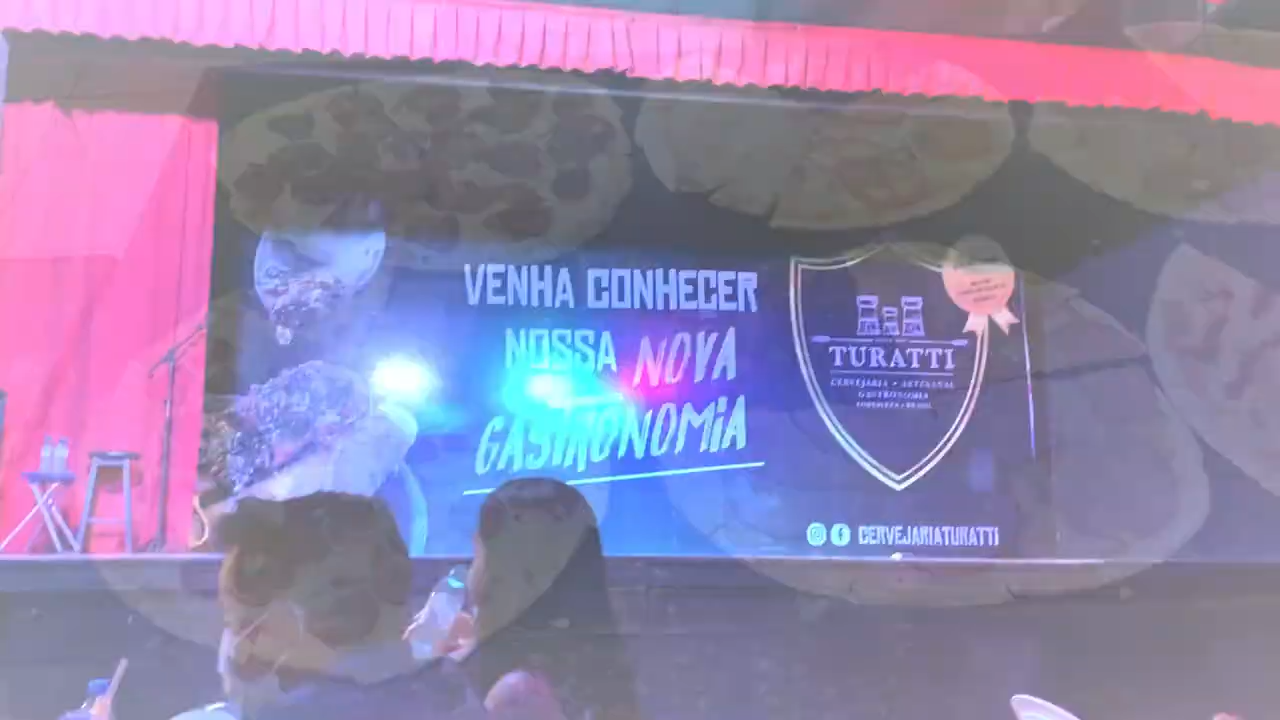 VENHA CONHECER
NOSSA NOVA
GASTRONOMIA
TURATTI
CERVEJARIA • ARTESANAL
GASTRONOMIA
CERVEJARIATURATTI